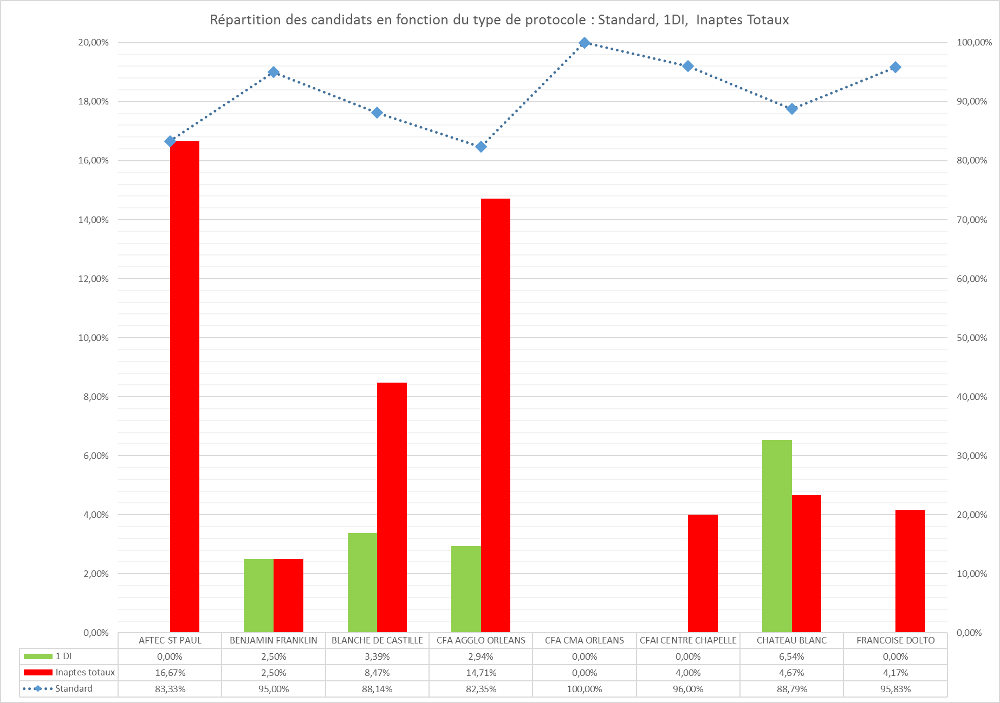 Répartition des candidats en fonction du type de protocole : Standard, 1DI, Inaptes Totaux
20,00% 100,00%
18,00% 90,00%
16,00% 80,00%
14,00% 70,00%
12,00% 60,00%
10,00% 50,00%
8,00% 40,00%
6,00% 30,00%
4,00% 20,00%
2,00% 10,00%
0,00% 0,00%
AFTEC-ST PAUL BENJAMIN FRANKLIN BLANCHE DE CASTILLE CFA AGGLO ORLEANS CFA CMA ORLEANS CFAI CENTRE CHAPELLE CHATEAU BLANC FRANCOISE DOLTO
1 DI 0,00% 2,50% 3,39% 2,94% 0,00% 0,00% 6,54% 0,00%
Inaptes totaux 16,67% 2,50% 8,47% 14,71% 0,00% 4,00% 4,67% 4,17%
Standard 83,33% 95,00% 88,14% 82,35% 100,00% 96,00% 88,79% 95,83%